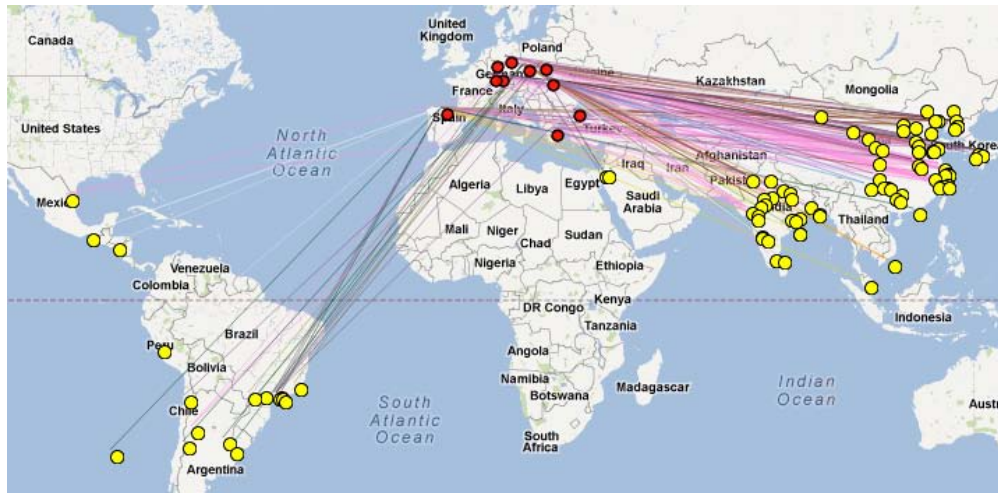 United
Kingdom
Poland
Canada
Germany
Ukraine
Kazakhstan
Mongolia
France
Italy
Spain
Turkey
United States
North
Atlantic
Ocean
South Korea
Afghanistan
Iraq
Iran
Pakistan
Algeria
Libya
Egypt
Saudi
Arabia
India
Mexico
Mali
Niger
Chad
Sudan
Thailand
Nigeria
Ethiopia
Venezuela
Colombia
DR Congo
Kenya
Indonesia
Tanzania
Brazil
Peru
Bolivia
Angola
Namibia
Botswana
Madagascar
Indian
Ocean
South
Atlantic
Ocean
Chile
Austr
South
Africa
Argentina